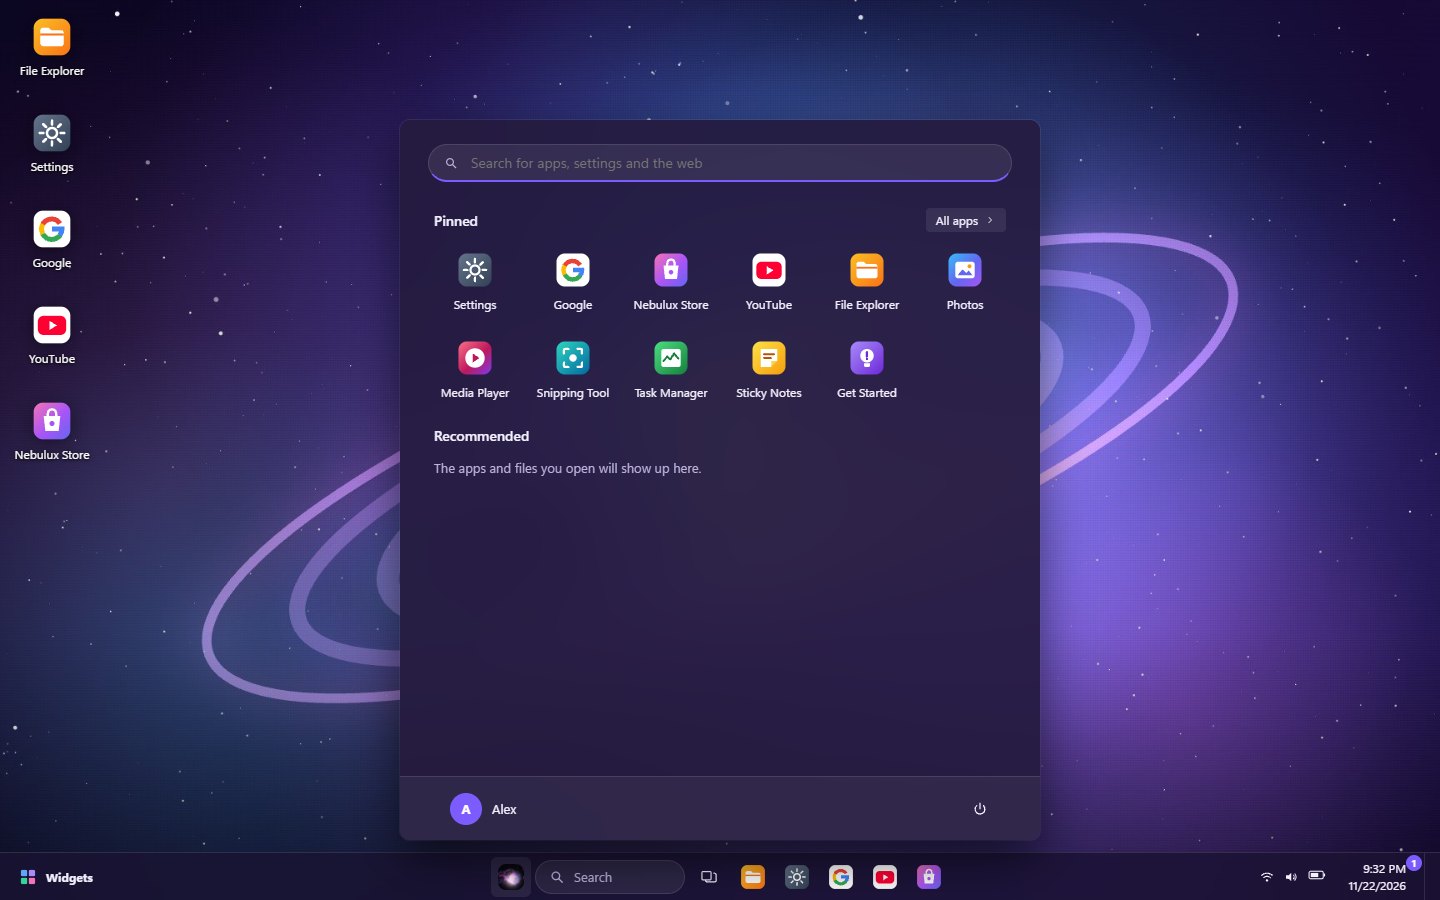 File Explorer
Settings
Google
YouTube
Nebulux Store
Search for apps, settings and the web
Pinned
All apps
Settings
Google
Nebulux Store
YouTube
File Explorer
Photos
Media Player
Snipping Tool
Task Manager
Sticky Notes
Get Started
Recommended
The apps and files you open will show up here.
A
Alex
Widgets
Search
9:32 PM
1
11/22/2026